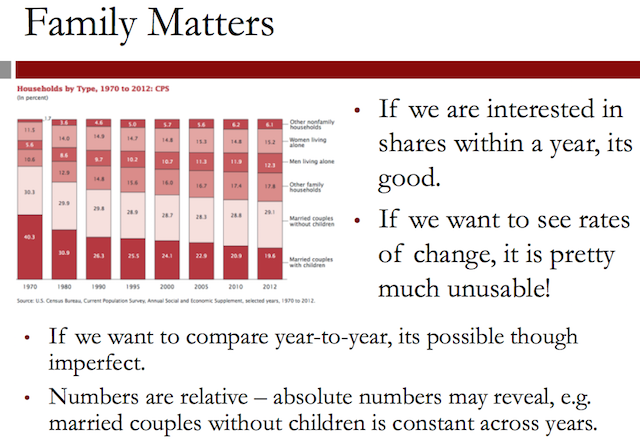 Family Matters
Households by Type, 1970 to 2012: CPS
(In percent)
1.7 3.6 4.6 5.0 5.7 5.6 6.2 6.1
Other nonfamily
households
11.5 14.0 14.9 14.7 14.8 15.3 14.8 15.2
Women living
alone
5.6 8.6 9.7 10.2 10.7 11.3 11.9 12.3
Men living alone
10.6 12.9 14.8 15.6 16.0 16.7 17.4 17.8
Other family
households
30.3 29.9 29.8 28.9 28.7 28.3 28.8 29.1
Married couples
without children
40.3 30.9 26.3 25.5 24.1 22.9 20.9 19.6
Married couples
with children
1970 1980 1990 1995 2000 2005 2010 2012
Source: U.S. Census Bureau, Current Population Survey, Annual Social and Economic Supplement, selected years, 1970 to 2012.
• If we are interested in
shares within a year, its
good.
• If we want to see rates
of change, it is pretty
much unusable!
• If we want to compare year-to-year, its possible though
imperfect.
• Numbers are relative – absolute numbers may reveal, e.g.
married couples without children is constant across years.